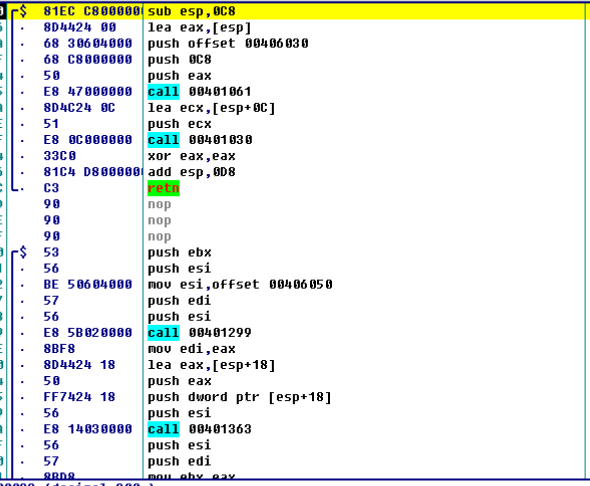 $ 81EC C8000000 sub esp,0C8
. 8D4424 00 lea eax,[esp]
. 68 30604000 push offset 00406030
. 68 C8000000 push 0C8
. 50 push eax
. E8 47000000 call 00401061
. 8D4C24 0C lea ecx,[esp+0C]
. 51 push ecx
. E8 0C000000 call 00401030
. 33C0 xor eax,eax
. 81C4 D8000000 add esp,0D8
. C3 retn
90 nop
90 nop
90 nop
$ 53 push ebx
. 56 push esi
. BE 50604000 mov esi,offset 00406050
. 57 push edi
. 56 push esi
. E8 5B020000 call 00401299
. 8BF8 mov edi,eax
. 8D4424 18 lea eax,[esp+18]
. 50 push eax
. FF7424 18 push dword ptr [esp+18]
. 56 push esi
. E8 14030000 call 00401363
. 56 push esi
. 57 push edi
. 8BD8 mov ebx,eax